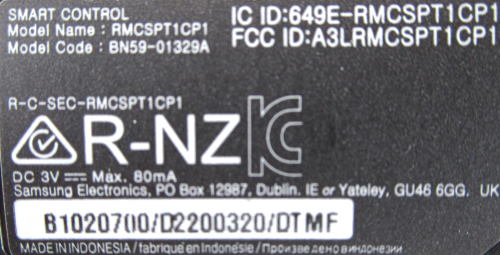 SMART CONTROL
Model Name : RMCSPT1CP1
Model Code : BN59-01329A
IC ID:649E-RMCSPT1CP1
FCC ID:A3LRMCSPT1CP1
R-C-SEC-RMCSPT1CP1
R-NZ
DC 3V⎓ Max. 80mA
Samsung Electronics, PO Box 12987, Dublin. IE or Yateley, GU46 6GG. UK
B1020700/D2200320/DTMF
MADE IN INDONESIA / fabriqué en Indonésie / Произведено в индонезии